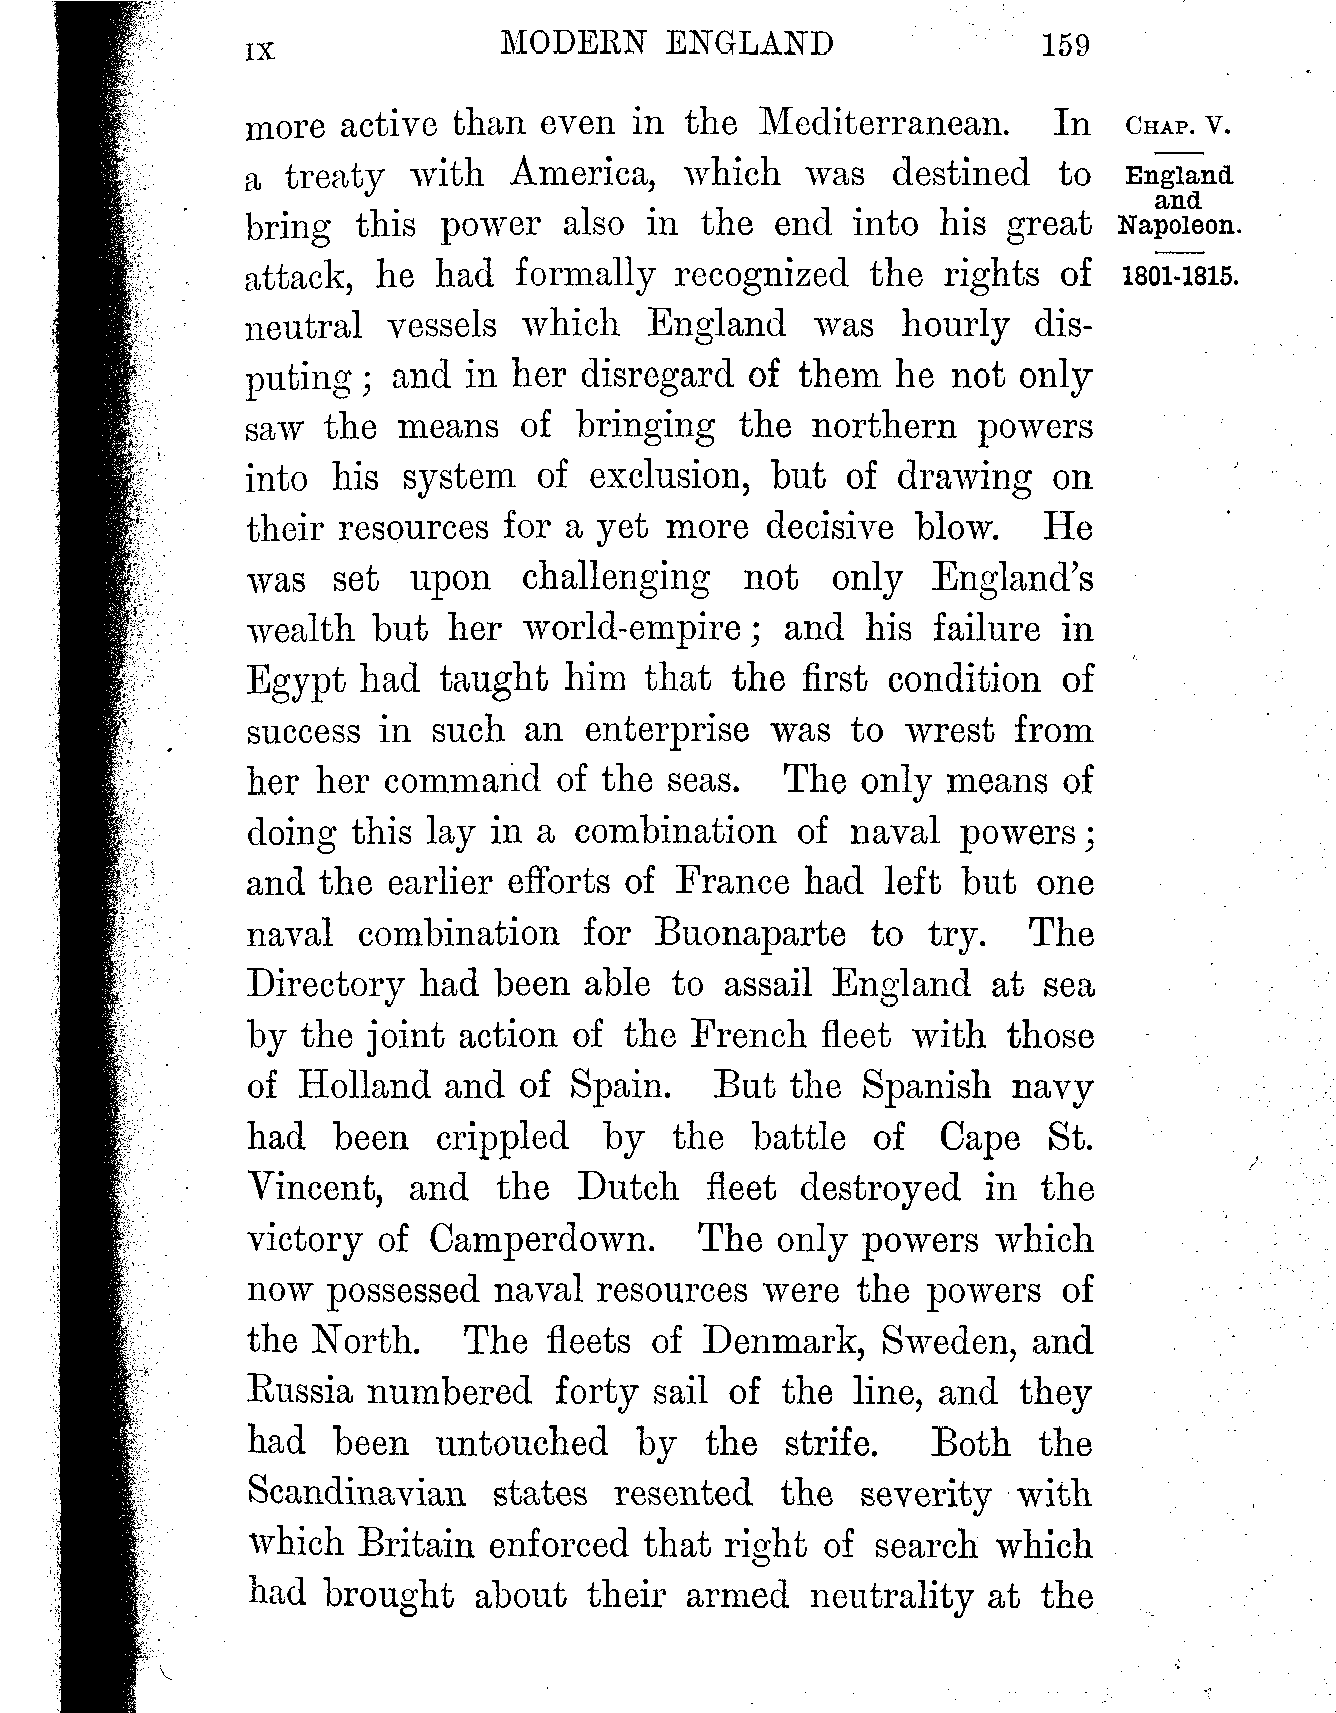 IX MODERN ENGLAND 159
more active than even in the Mediterranean. In
a treaty with America, which was destined to
bring this power also in the end into his great
attack, he had formally recognized the rights of
neutral vessels which England was hourly dis-
puting; and in her disregard of them he not only
saw the means of bringing the northern powers
into his system of exclusion, but of drawing on
their resources for a yet more decisive blow. He
was set upon challenging not only England's
wealth but her world-empire; and his failure in
Egypt had taught him that the first condition of
success in such an enterprise was to wrest from
her her command of the seas. The only means of
doing this lay in a combination of naval powers;
and the earlier efforts of France had left but one
naval combination for Buonaparte to try. The
Directory had been able to assail England at sea
by the joint action of the French fleet with those
of Holland and of Spain. But the Spanish navy
had been crippled by the battle of Cape St.
Vincent, and the Dutch fleet destroyed in the
victory of Camperdown. The only powers which
now possessed naval resources were the powers of
the North. The fleets of Denmark, Sweden, and
Russia numbered forty sail of the line, and they
had been untouched by the strife. Both the
Scandinavian states resented the severity with
which Britain enforced that right of search which
had brought about their armed neutrality at the
CHAP. V.
England
and
Napoleon.
1801-1815.